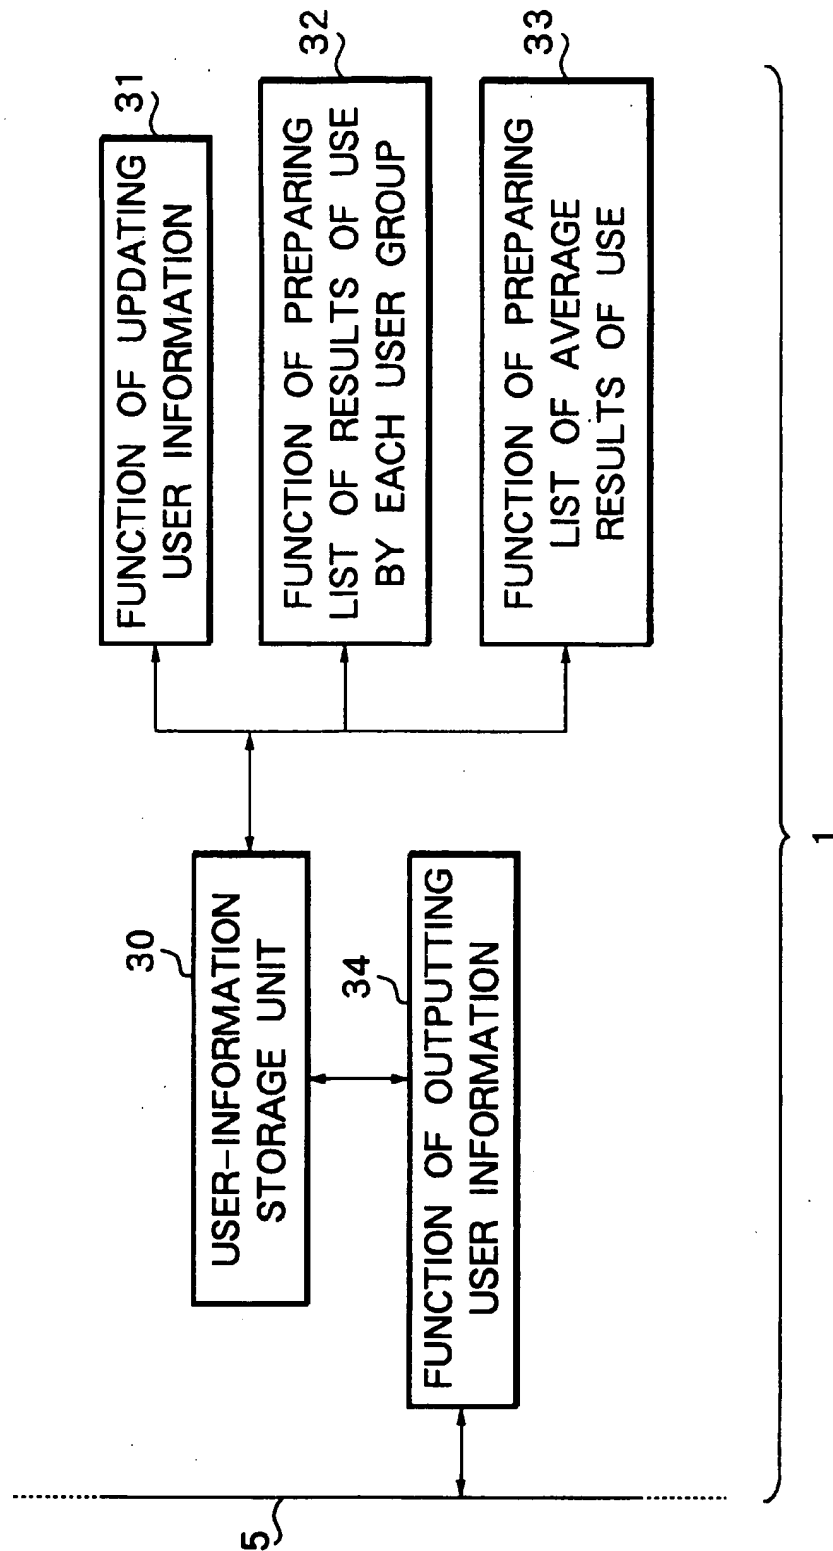 5
USER-INFORMATION
STORAGE UNIT
30
FUNCTION OF OUTPUTTING
USER INFORMATION
34
FUNCTION OF UPDATING
USER INFORMATION
31
FUNCTION OF PREPARING
LIST OF RESULTS OF USE
BY EACH USER GROUP
32
FUNCTION OF PREPARING
LIST OF AVERAGE
RESULTS OF USE
33
1